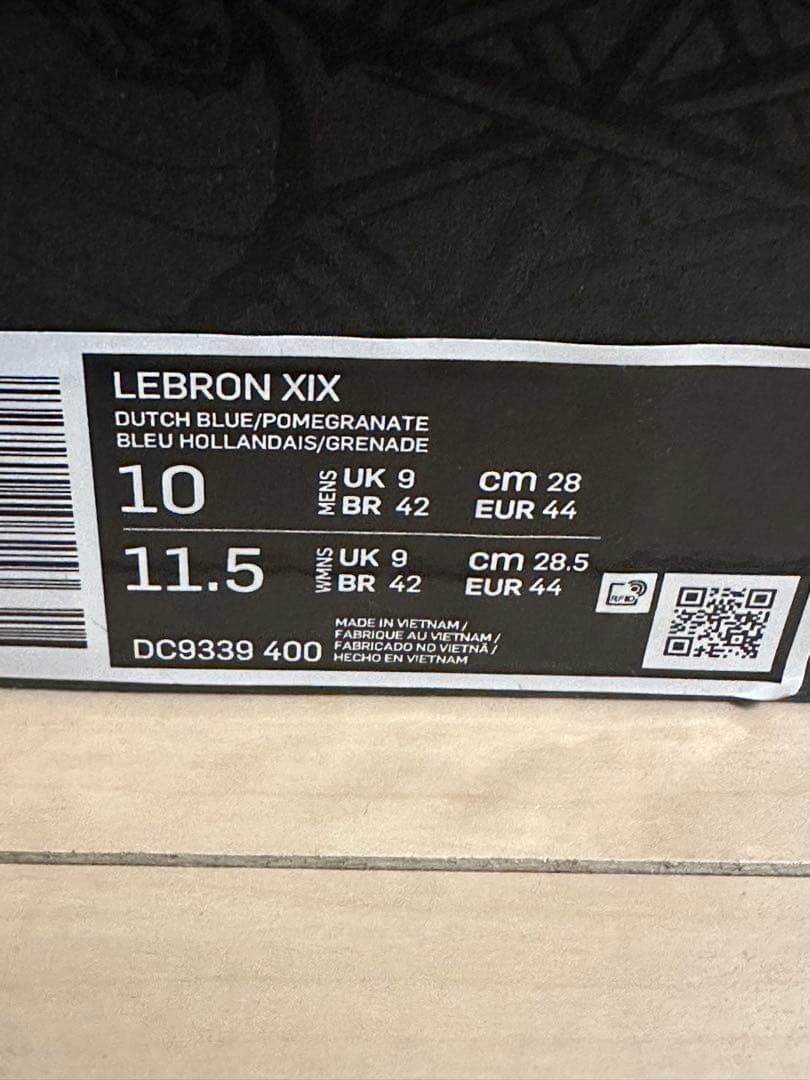 LEBRON XIX
DUTCH BLUE/POMEGRANATE
BLEU HOLLANDAIS/GRENADE
10 MENS UK 9 cm 28
BR 42 EUR 44
11.5 WMNS UK 9 cm 28.5
BR 42 EUR 44
RFID
DC9339 400
MADE IN VIETNAM /
FABRIQUE AU VIETNAM /
FABRICADO NO VIETNÃ /
HECHO EN VIETNAM